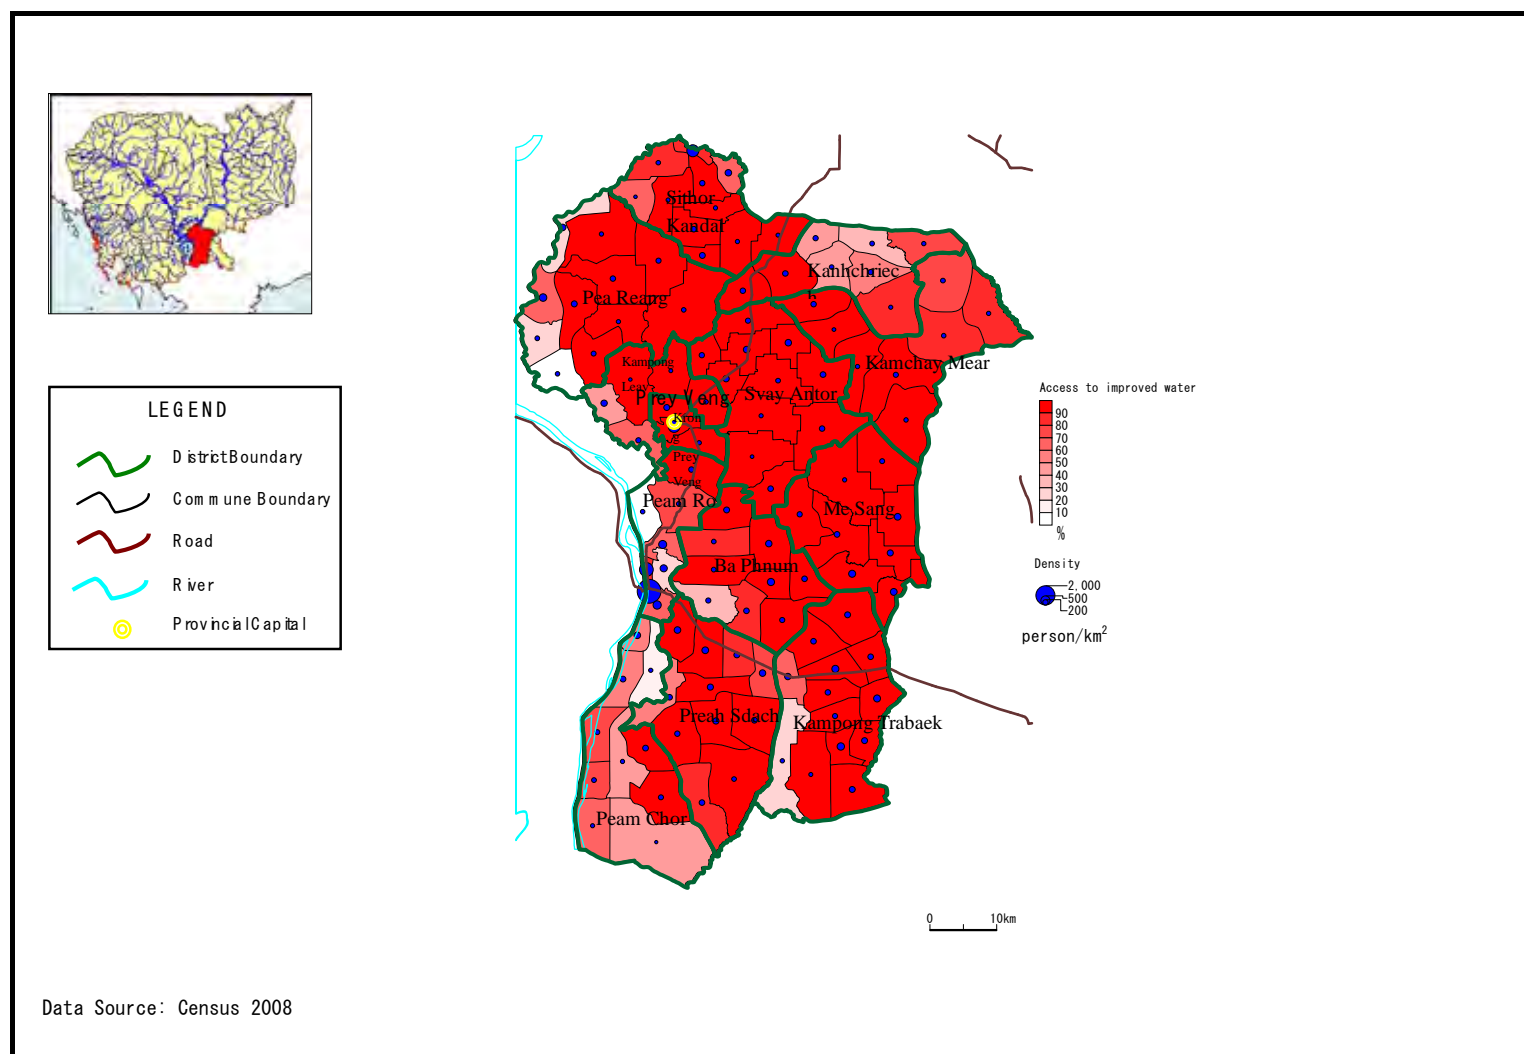 Sithor
Kandal
Kanhchriec
h
Pea Reang
Kampong
Leav
Kamchay Mear
Prey Veng
Svay Antor
Kron
g
Prey
Veng
Peam Ro
Me Sang
Ba Phnum
Preah Sdach
Kampong Trabaek
Peam Chor
LEGEND
District Boundary
Commune Boundary
Road
River
Provincial Capital
Access to improved water
90
80
70
60
50
40
30
20
10
%
Density
2,000
500
200
person/km²
0 10km
Data Source: Census 2008